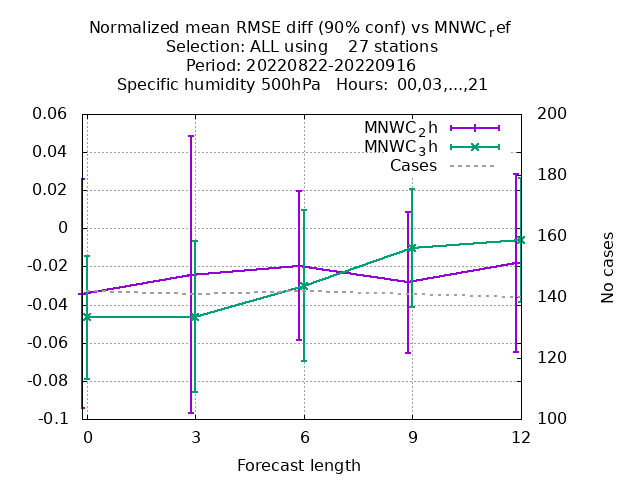 Normalized mean RMSE diff (90% conf) vs MNWC_ref
Selection: ALL using    27 stations
Period: 20220822-20220916
Specific humidity 500hPa   Hours: 00,03,...,21
0.06
0.04
0.02
0
-0.02
-0.04
-0.06
-0.08
-0.1
200
180
160
140
120
100
No cases
MNWC_2h
MNWC_3h
Cases
0 3 6 9 12
Forecast length